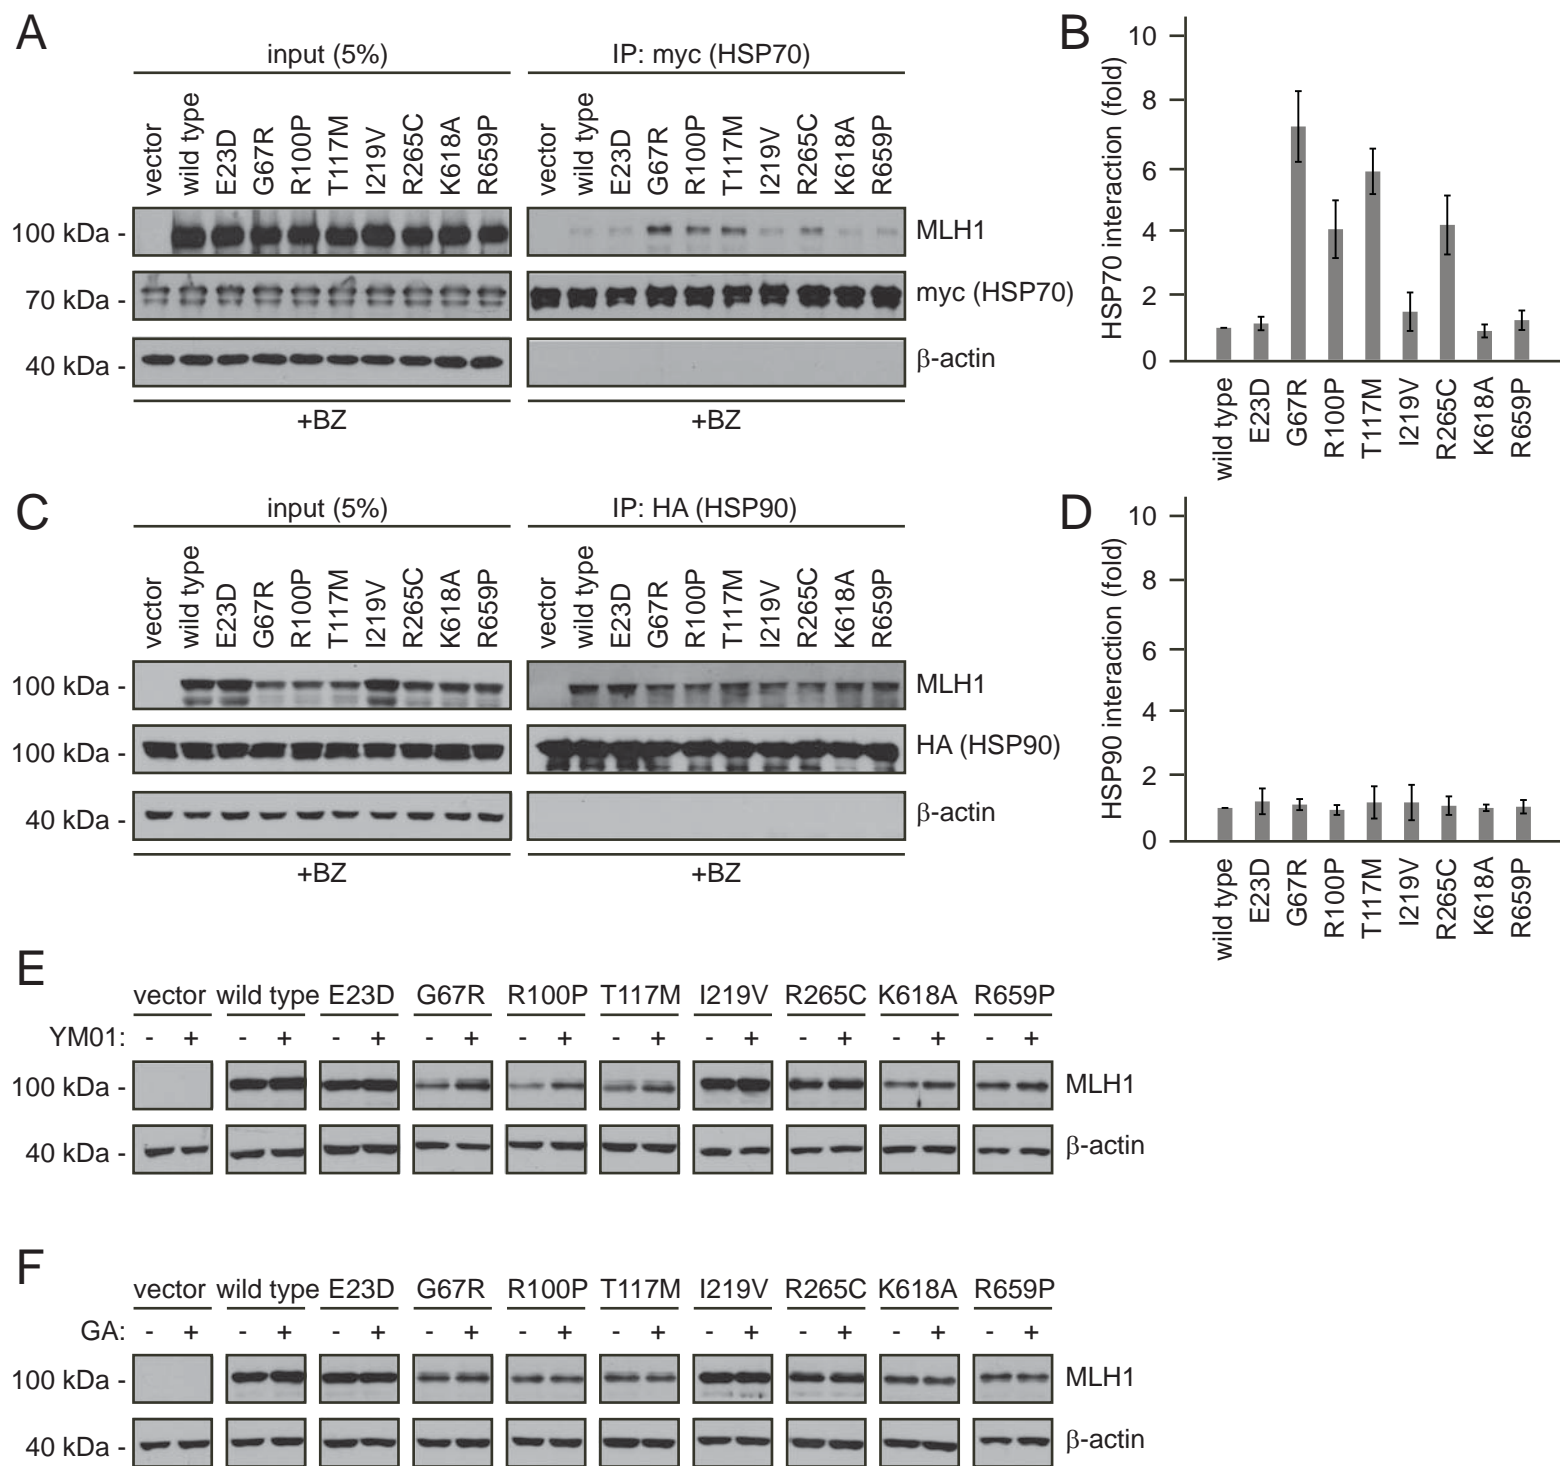 A
input (5%)
IP: myc (HSP70)
vector
wild type
E23D
G67R
R100P
T117M
I219V
R265C
K618A
R659P
vector
wild type
E23D
G67R
R100P
T117M
I219V
R265C
K618A
R659P
100 kDa -
MLH1
70 kDa -
myc (HSP70)
40 kDa -
β-actin
+BZ
+BZ
B
HSP70 interaction (fold)
10
8
6
4
2
0
wild type
E23D
G67R
R100P
T117M
I219V
R265C
K618A
R659P
C
input (5%)
IP: HA (HSP90)
vector
wild type
E23D
G67R
R100P
T117M
I219V
R265C
K618A
R659P
vector
wild type
E23D
G67R
R100P
T117M
I219V
R265C
K618A
R659P
100 kDa -
MLH1
100 kDa -
HA (HSP90)
40 kDa -
β-actin
+BZ
+BZ
D
HSP90 interaction (fold)
10
8
6
4
2
0
wild type
E23D
G67R
R100P
T117M
I219V
R265C
K618A
R659P
E
vector wild type E23D G67R R100P T117M I219V R265C K618A R659P
YM01: - + - + - + - + - + - + - + - + - + - +
100 kDa -
MLH1
40 kDa -
β-actin
F
vector wild type E23D G67R R100P T117M I219V R265C K618A R659P
GA: - + - + - + - + - + - + - + - + - + - +
100 kDa -
MLH1
40 kDa -
β-actin